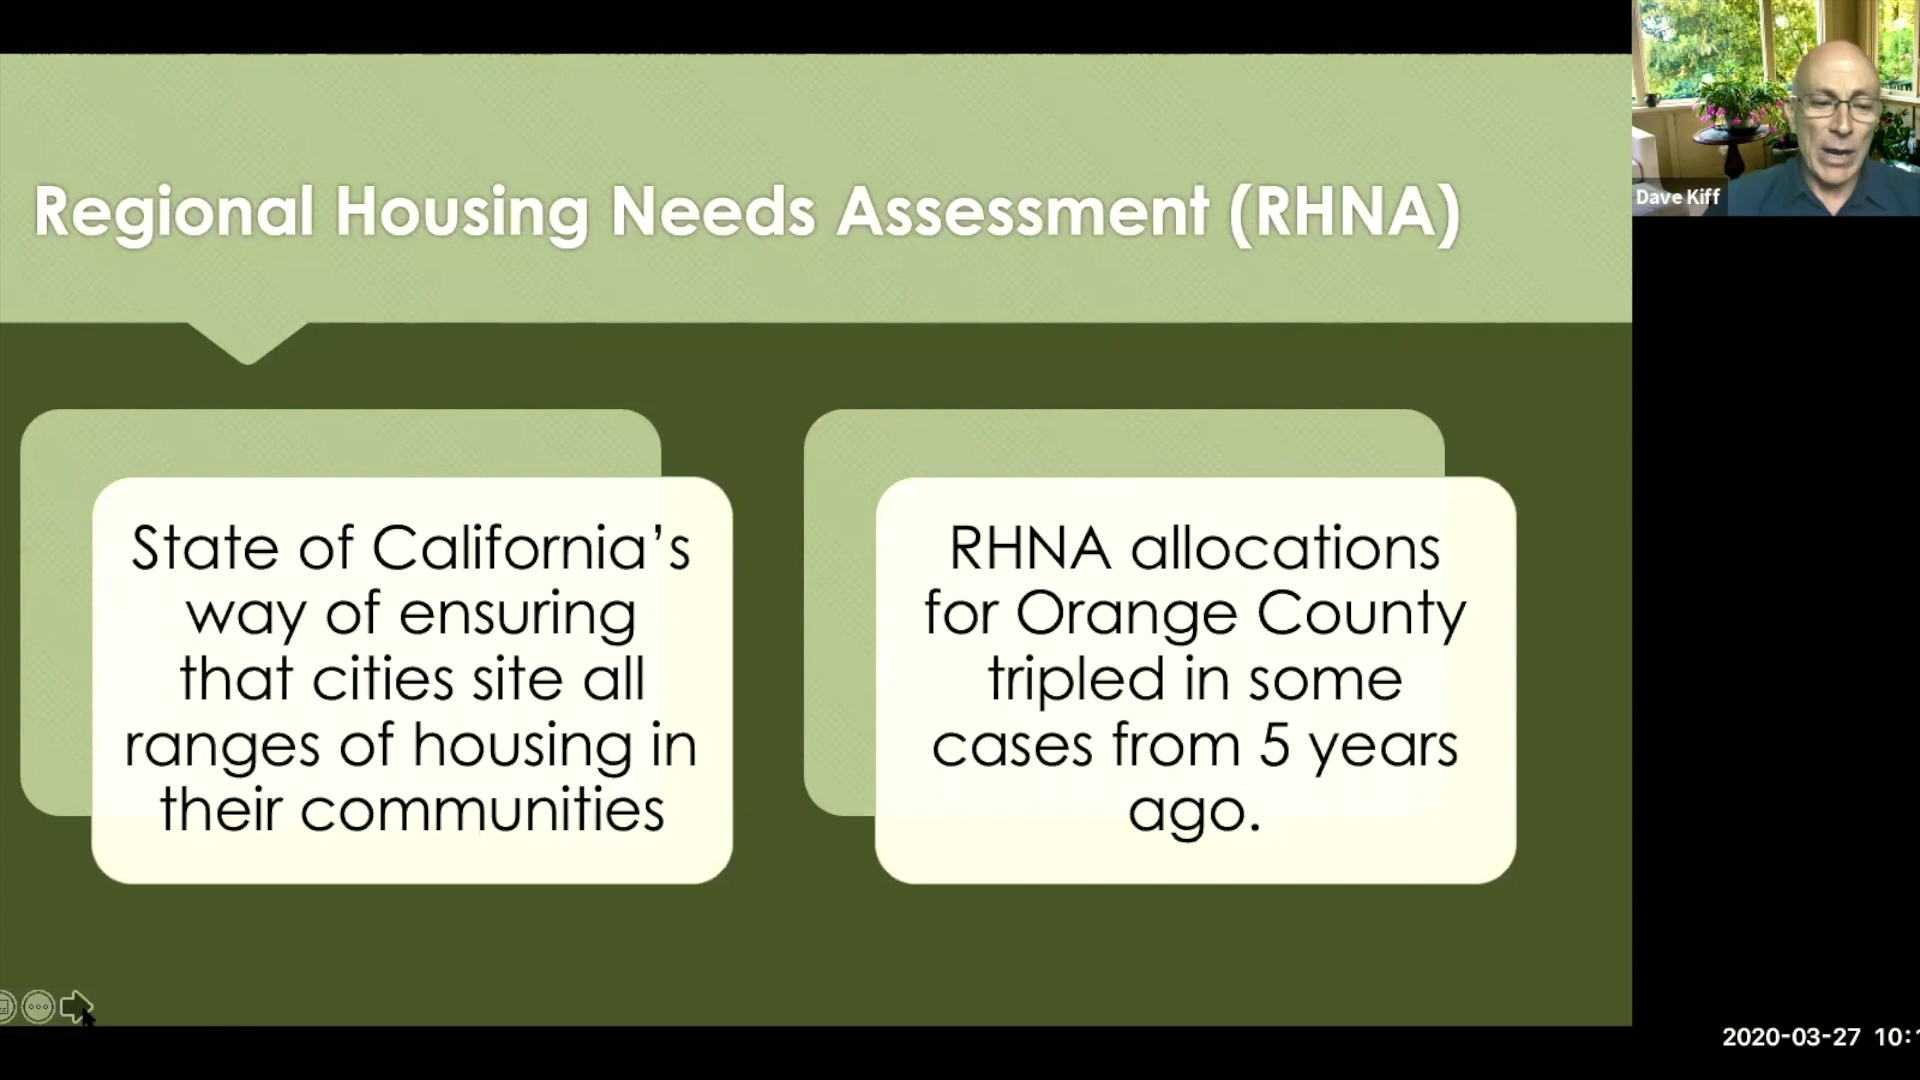 Regional Housing Needs Assessment (RHNA)
State of California’s
way of ensuring
that cities site all
ranges of housing in
their communities
RHNA allocations
for Orange County
tripled in some
cases from 5 years
ago.
Dave Kiff
2020-03-27 10: